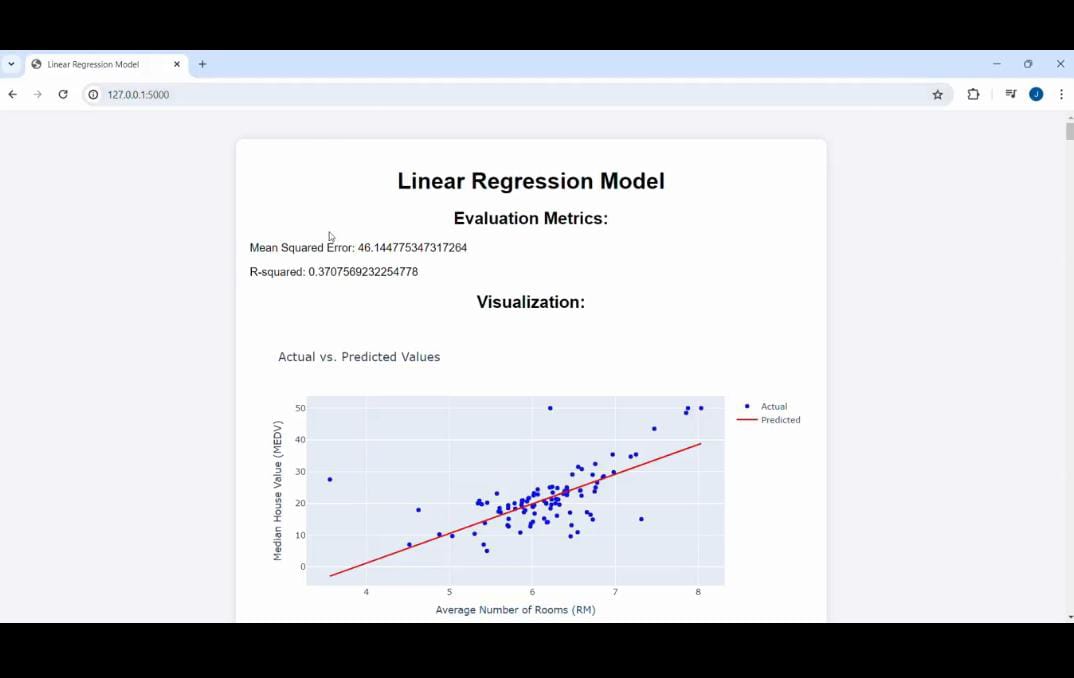 Linear Regression Model
127.0.0.1:5000
J
Linear Regression Model
Evaluation Metrics:
Mean Squared Error: 46.144775347317264
R-squared: 0.3707569232254778
Visualization:
Actual vs. Predicted Values
50
40
30
20
10
0
Median House Value (MEDV)
4 5 6 7 8
Average Number of Rooms (RM)
Actual
Predicted